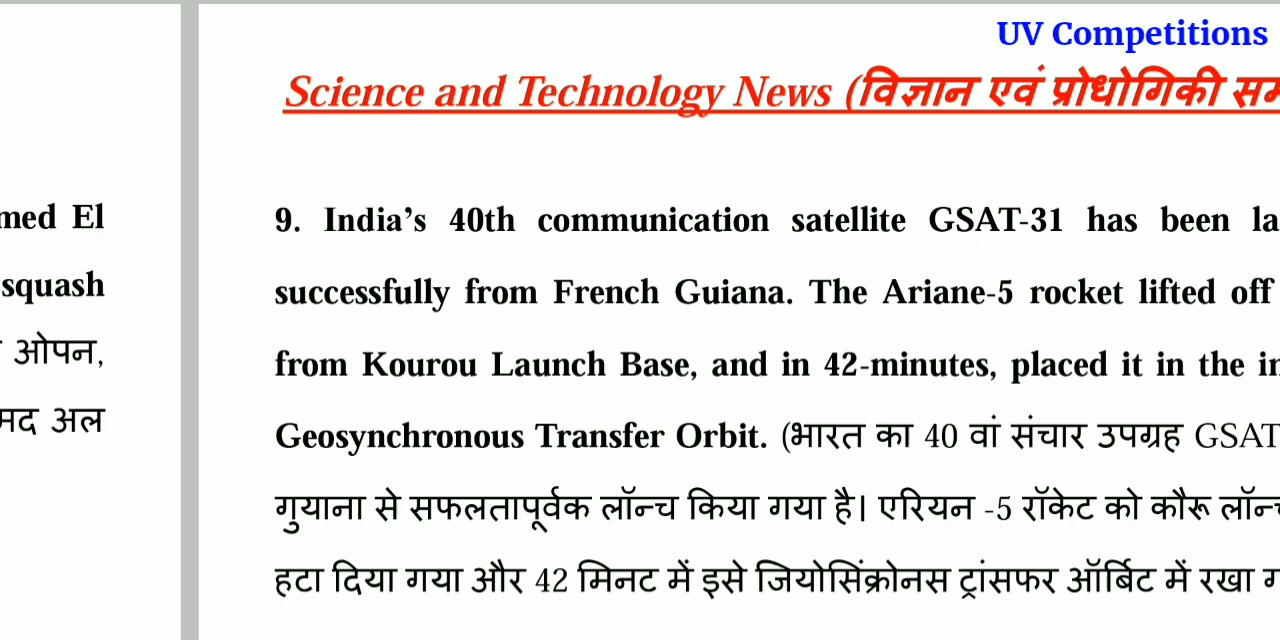 med El
squash
ओपन,
मद अल
UV Competitions
Science and Technology News (विज्ञान एवं प्रोधोगिकी
9. India's 40th communication satellite GSAT-31 has been la
successfully from French Guiana. The Ariane-5 rocket lifted off
from Kourou Launch Base, and in 42-minutes, placed it in the in
Geosynchronous Transfer Orbit. (भारत का 40 वां संचार उपग्रह GSAT
गुयाना से सफलतापूर्वक लॉन्च किया गया है। एरियन -5 रॉकेट को कौरू लॉन्च
हटा दिया गया और 42 मिनट में इसे जियोसिंक्रोनस ट्रांसफर ऑर्बिट में रखा ग